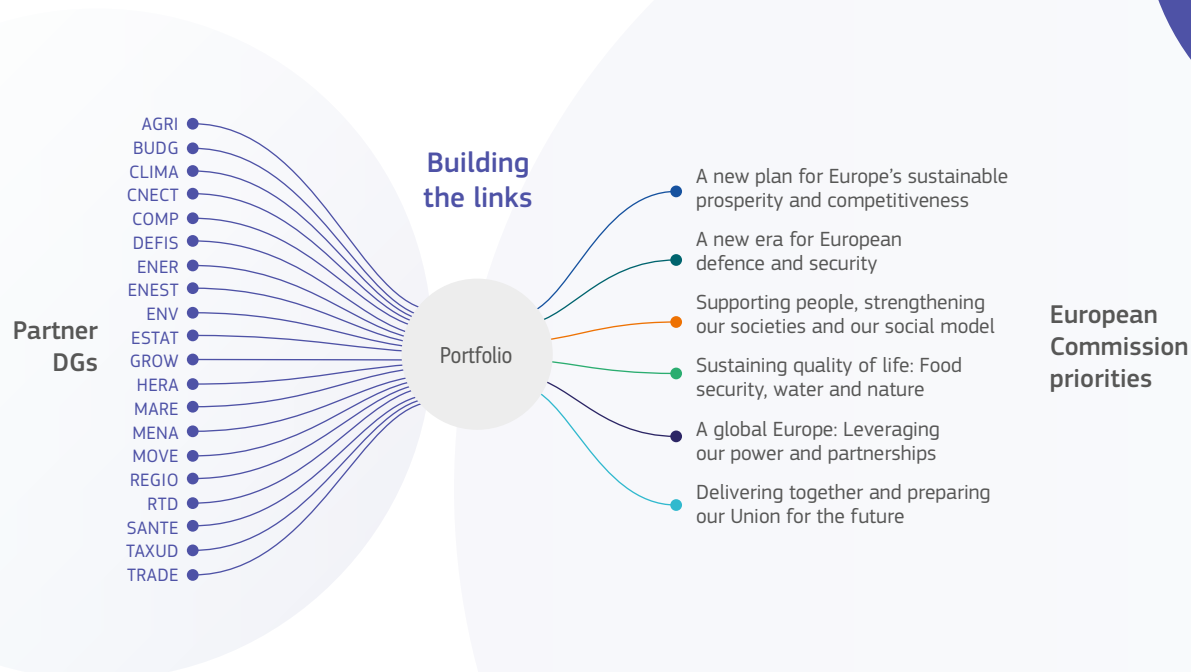 Partner
DGs
AGRI
BUDG
CLIMA
CNECT
COMP
DEFIS
ENER
ENEST
ENV
ESTAT
GROW
HERA
MARE
MENA
MOVE
REGIO
RTD
SANTE
TAXUD
TRADE
Building
the links
Portfolio
A new plan for Europe’s sustainable
prosperity and competitiveness
A new era for European
defence and security
Supporting people, strengthening
our societies and our social model
Sustaining quality of life: Food
security, water and nature
A global Europe: Leveraging
our power and partnerships
Delivering together and preparing
our Union for the future
European
Commission
priorities